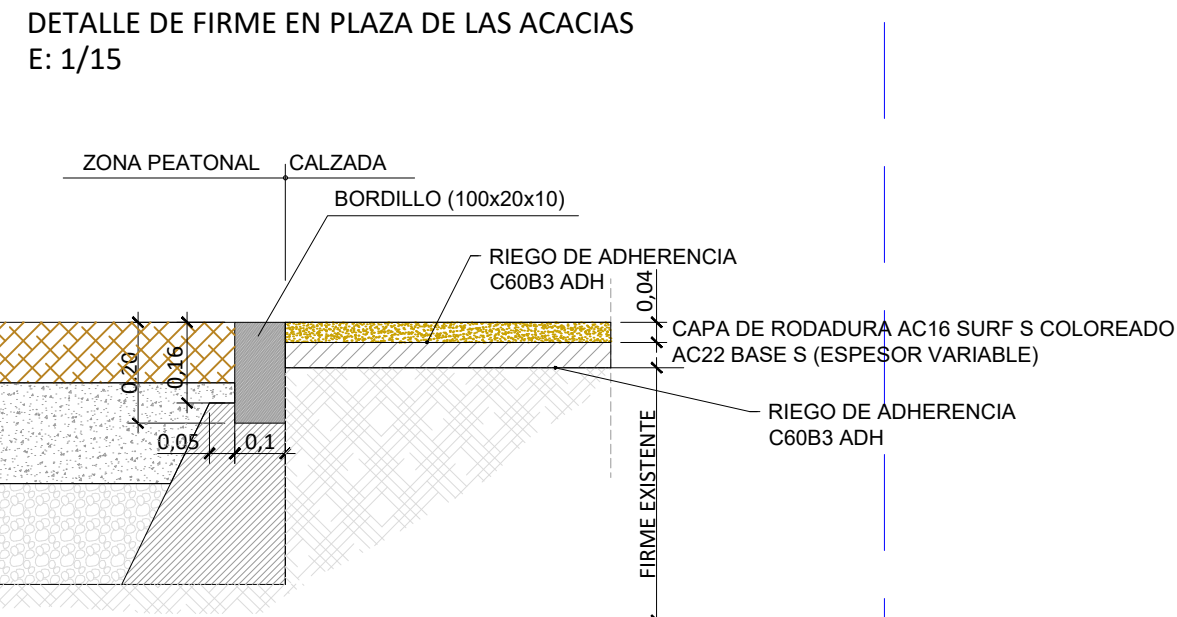 DETALLE DE FIRME EN PLAZA DE LAS ACACIAS
E: 1/15
ZONA PEATONAL
CALZADA
BORDILLO (100x20x10)
RIEGO DE ADHERENCIA
C60B3 ADH
0,04
CAPA DE RODADURA AC16 SURF S COLOREADO
AC22 BASE S (ESPESOR VARIABLE)
0,20
0,16
RIEGO DE ADHERENCIA
C60B3 ADH
0,05
0,1
FIRME EXISTENTE